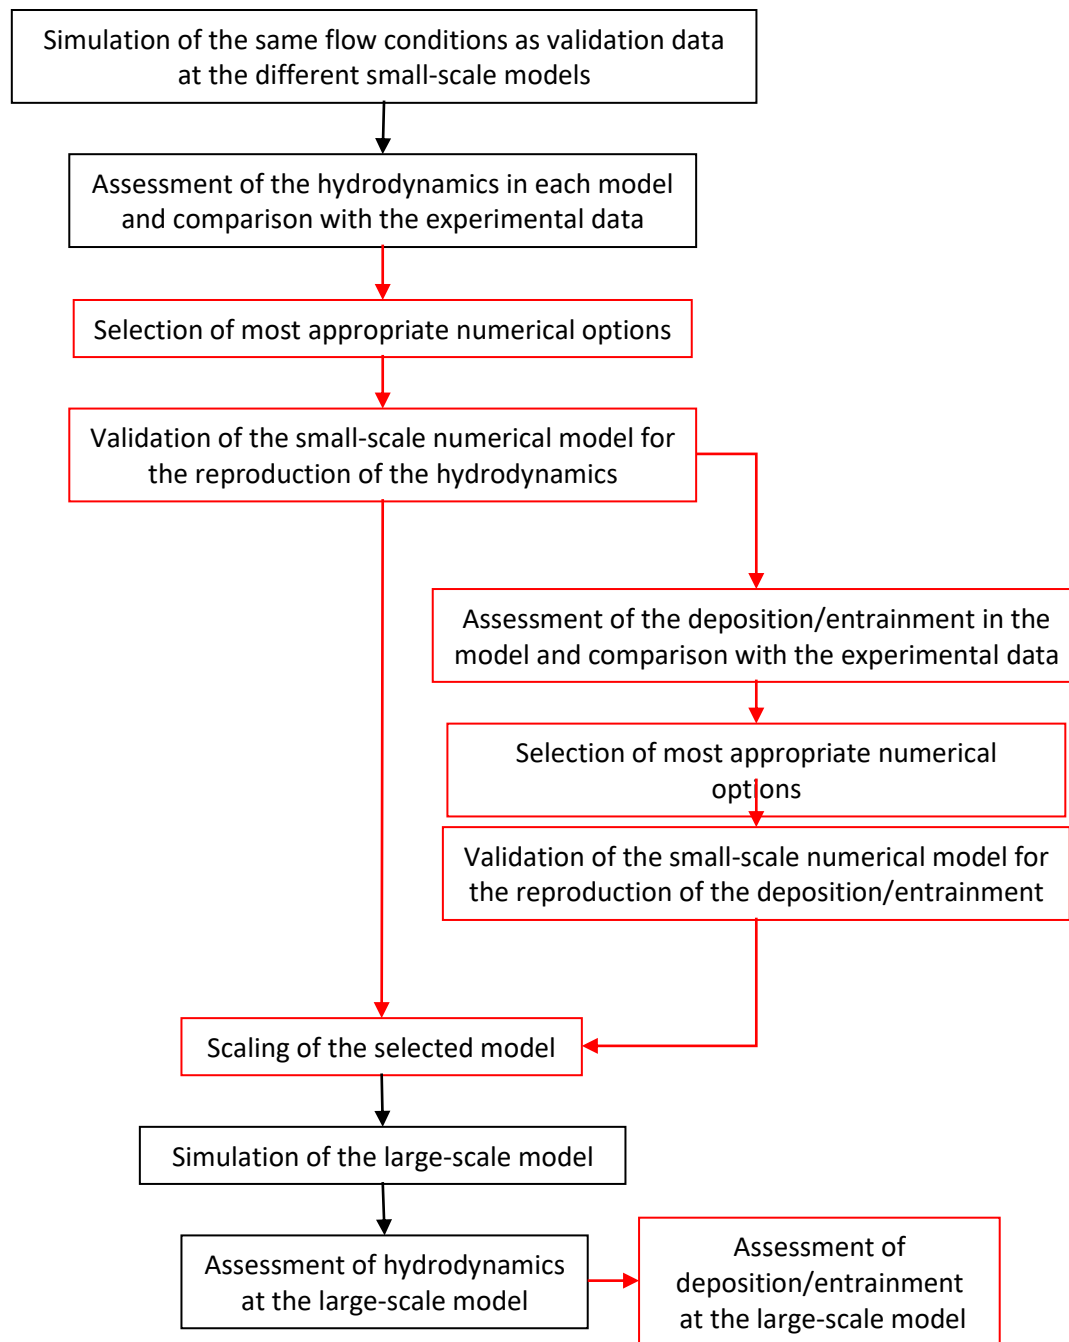 Simulation of the same flow conditions as validation data
at the different small-scale models
Assessment of the hydrodynamics in each model
and comparison with the experimental data
Selection of most appropriate numerical options
Validation of the small-scale numerical model for
the reproduction of the hydrodynamics
Assessment of the deposition/entrainment in the
model and comparison with the experimental data
Selection of most appropriate numerical
options
Validation of the small-scale numerical model for
the reproduction of the deposition/entrainment
Scaling of the selected model
Simulation of the large-scale model
Assessment of hydrodynamics
at the large-scale model
Assessment of
deposition/entrainment
at the large-scale model